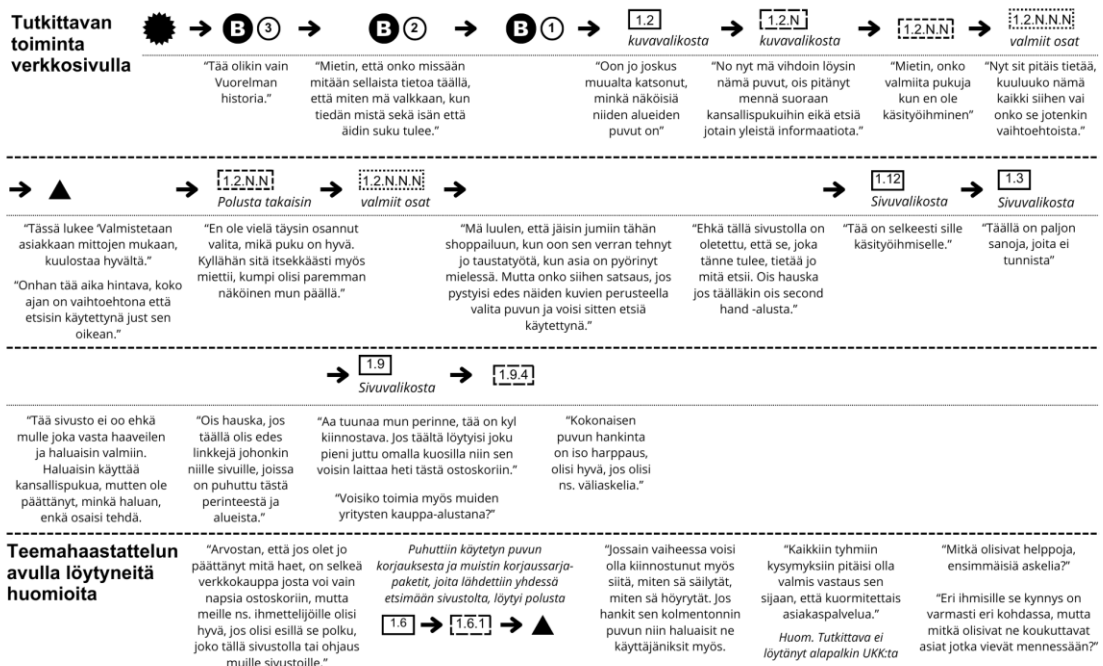 Tutkittavan
toiminta
verkkosivulla
B 3
B 2
B 1
1.2
kuvavalikosta
1.2.N
kuvavalikosta
1.2.N.N
1.2.N.N.N
valmiit osat
“Tää olikin vain
Vuorelman
historia.”
“Mietin, että onko missään
mitään sellaista tietoa täällä,
että miten mä valkkaan, kun
tiedän mistä sekä isän että
äidin suku tulee.”
“Oon jo joskus
muualta katsonut,
minkä näköisiä
niiden alueiden
puvut on”
“No nyt mä vihdoin löysin
nämä puvut, ois pitänyt
mennä suoraan
kansallispukuihin eikä etsiä
jotain yleistä informaatiota.”
“Mietin, onko
valmiita pukuja
kun en ole
käsityöihminen”
“Nyt sit pitäis tietää,
kuuluuko nämä
kaikki siihen vai
onko se jotenkin
vaihtoehtoista.”
1.2.N.N
Polusta takaisin
1.2.N.N.N
valmiit osat
1.12
Sivuvalikosta
1.3
Sivuvalikosta
“Tässä lukee ‘Valmistetaan
asiakkaan mittojen mukaan,
kuulostaa hyvältä.”
“Onhan tää aika hintava, koko
ajan on vaihtoehtona että
etsisin käytettynä just sen
oikean.”
“En ole vielä täysin osannut
valita, mikä puku on hyvä.
Kyllähän sitä itsekkäästi myös
miettii, kumpi olisi paremman
näköinen mun päällä.”
“Mä luulen, että jäisin jumiin tähän
shoppailuun, kun oon sen verran tehnyt
jo taustatyötä, kun asia on pyörinyt
mielessä. Mutta onko siihen satsaus, jos
pystyisi edes näiden kuvien perusteella
valita puvun ja voisi sitten etsiä
käytettynä.”
“Ehkä tällä sivustolla on
oletettu, että se, joka
tänne tulee, tietää jo
mitä etsii. Ois hauska
jos täälläkin ois second
hand -alusta.”
“Tää on selkeesti sille
käsityöihmiselle.”
“Täällä on paljon
sanoja, joita ei
tunnista”
1.9
Sivuvalikosta
1.9.4
“Tää sivusto ei oo ehkä
mulle joka vasta haaveilen
ja haluaisin valmiin.
Haluaisin käyttää
kansallispukua, mutten ole
päättänyt, minkä haluan,
enkä osaisi tehdä.
“Ois hauska, jos
täällä olis edes
linkkejä johonkin
niille sivuille, joissa
on puhuttu tästä
perinteestä ja
alueista.”
“Aa tuunaa mun perinne, tää on kyl
kiinnostava. Jos täältä löytyisi joku
pieni juttu omalla kuosilla niin sen
voisin laittaa heti tästä ostoskoriin.”
“Voisiko toimia myös muiden
yritysten kauppa-alustana?”
“Kokonaisen
puvun hankinta
on iso harppaus,
olisi hyvä, jos olisi
ns. väliaskelia.”
Teemahaastattelun
avulla löytyneitä
huomioita
“Arvostan, että jos olet jo
päättänyt mitä haet, on selkeä
verkkokauppa josta voi vain
napsia ostoskoriin, mutta
meille ns. ihmettelijöille olisi
hyvä, jos olisi esillä se polku,
joko tällä sivustolla tai ohjaus
muille sivustoille.”
Puhuttiin käytetyn puvun
korjauksesta ja muistin korjaussarja-
paketit, joita lähdettiin yhdessä
etsimään sivustolta, löytyi polusta
1.6
1.6.1
“Jossain vaiheessa voisi
olla kiinnostunut myös
siitä, miten sä säilytät,
miten sä höyrytät. Jos
hankit sen kolmentonnin
puvun niin haluaisit ne
käyttäjäniksit myös.
“Kaikkiin tyhmiin
kysymyksiin pitäisi olla
valmis vastaus sen
sijaan, että kuormitettais
asiakaspalvelua.”
Huom. Tutkittava ei
löytänyt alapalkin UKK:ta
“Mitkä olisivat helppoja,
ensimmäisiä askelia?”
“Eri ihmisille se kynnys on
varmasti eri kohdassa, mutta
mitkä olisivat ne koukuttavat
asiat jotka vievät mennessään?”